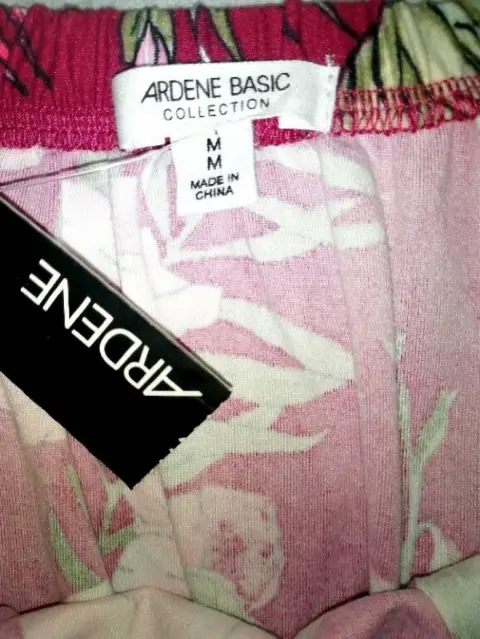 ARDENE BASIC
COLLECTION
M
M
MADE IN
CHINA
ARDENE